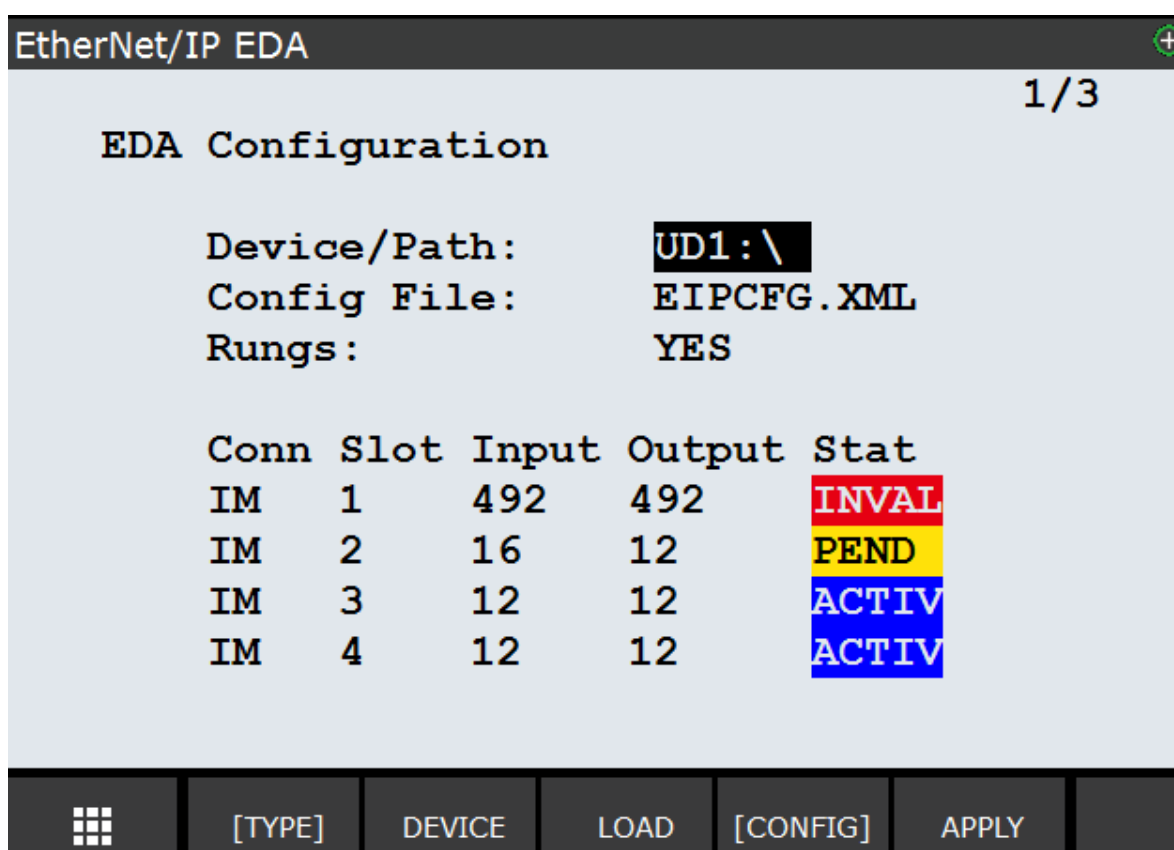 EtherNet/IP EDA
1/3
EDA Configuration
Device/Path: UD1:\
Config File: EIPCFG.XML
Rungs: YES
Conn Slot Input Output Stat
IM 1 492 492 INVAL
IM 2 16 12 PEND
IM 3 12 12 ACTIV
IM 4 12 12 ACTIV
[TYPE] DEVICE LOAD [CONFIG] APPLY